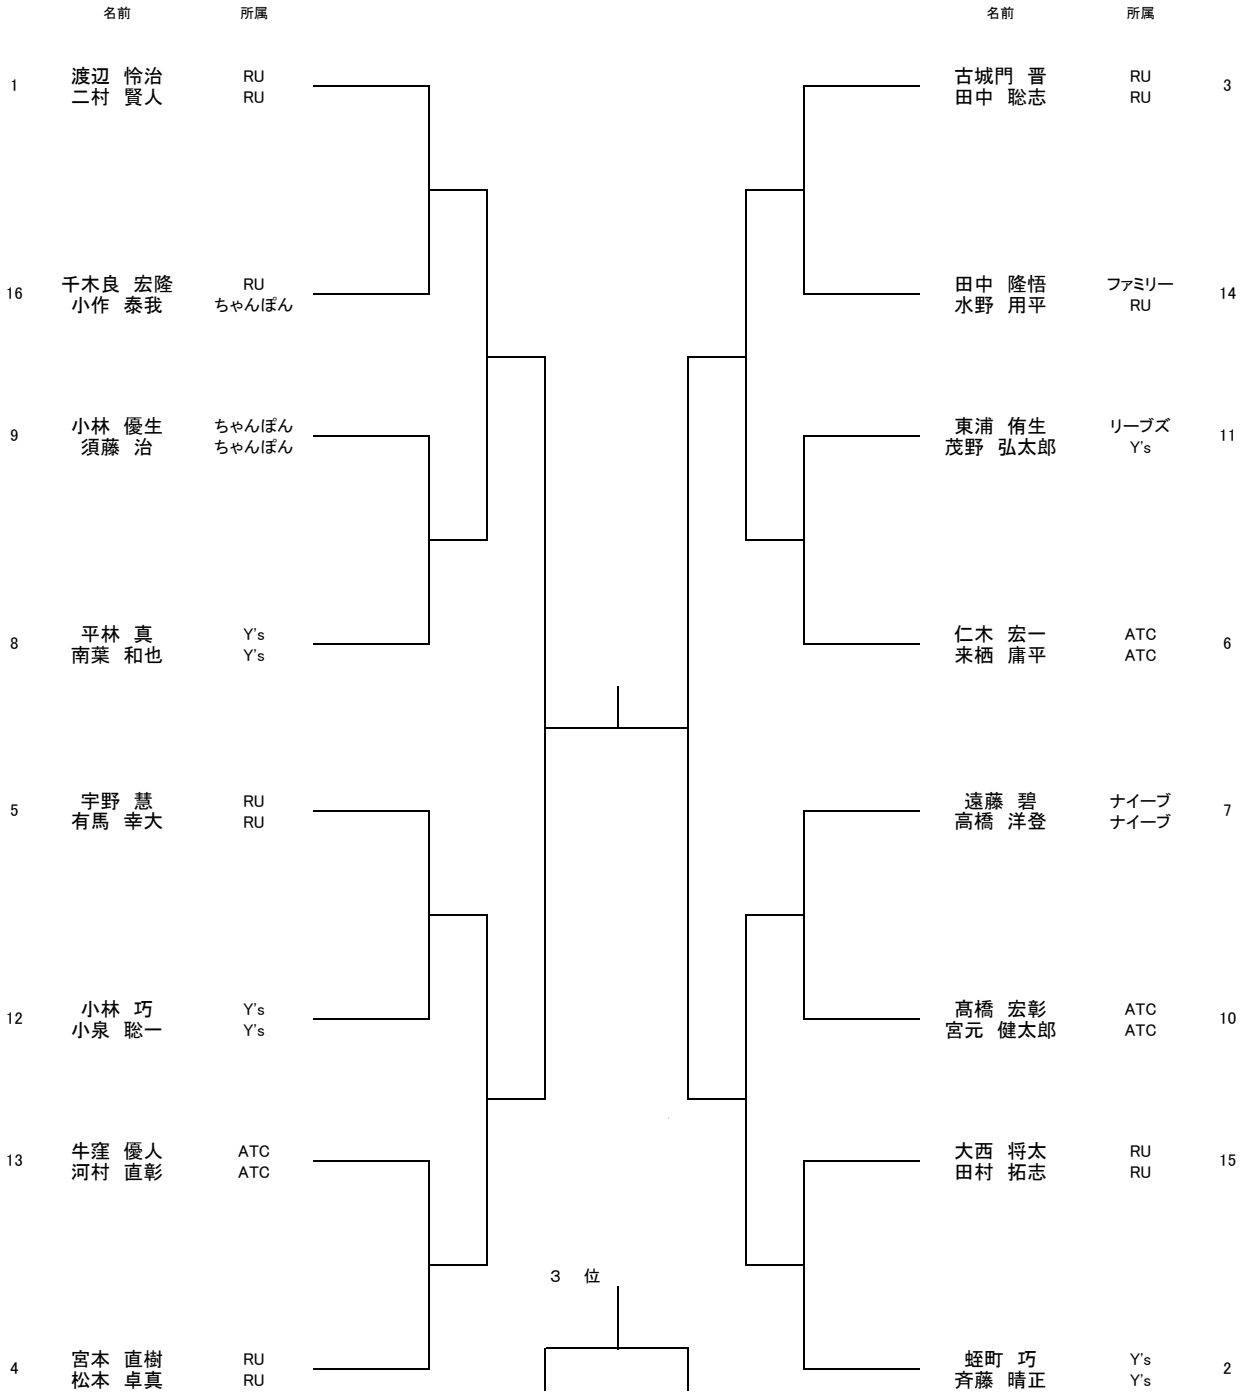 名前 所属 名前 所属
渡辺 怜治 RU 古城門 晋 RU
1 3
二村 賢人 RU 田中 聡志 RU
千木良 宏隆 RU 田中 隆悟 ファミリー
16 14
小作 泰我 ちゃんぽん 水野 用平 RU
小林 優生 ちゃんぽん 東浦 侑生 リーブズ
9 11
須藤 治 ちゃんぽん 茂野 弘太郎 Y's
平林 真 Y's 仁木 宏一 ATC
8 6
南葉 和也 Y's 来栖 庸平 ATC
宇野 慧 RU 遠藤 碧 ナイーブ
5 7
有馬 幸大 RU 高橋 洋登 ナイーブ
小林 巧 Y's 髙橋 宏彰 ATC
12 10
小泉 聡一 Y's 宮元 健太郎 ATC
牛窪 優人 ATC 大西 将太 RU
13 15
河村 直彰 ATC 田村 拓志 RU
３ 位
宮本 直樹 RU 蛭町 巧 Y's
4 2
松本 卓真 RU 斉藤 晴正 Y's